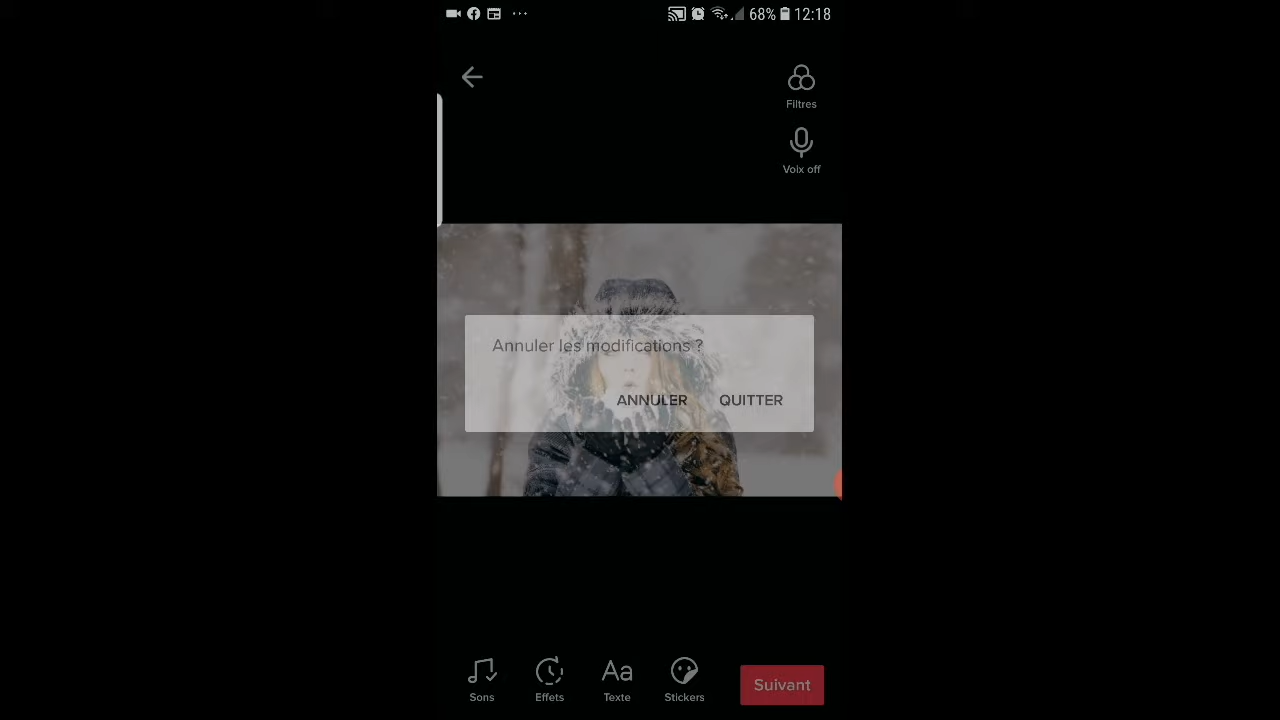 68% 12:18
Filtres
Voix off
Annuler les modifications ?
ANNULER QUITTER
Sons Effets Texte Stickers Suivant
Aa